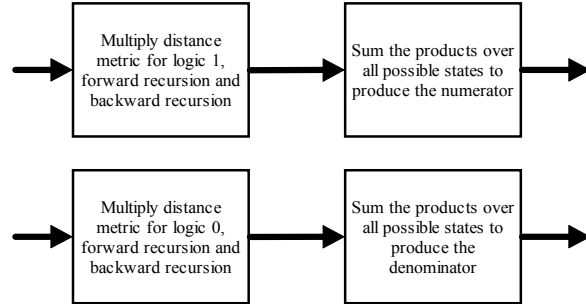 Multiply distance
metric for logic 1,
forward recursion and
backward recursion
Sum the products over
all possible states to
produce the numerator
Multiply distance
metric for logic 0,
forward recursion and
backward recursion
Sum the products over
all possible states to
produce the
denominator